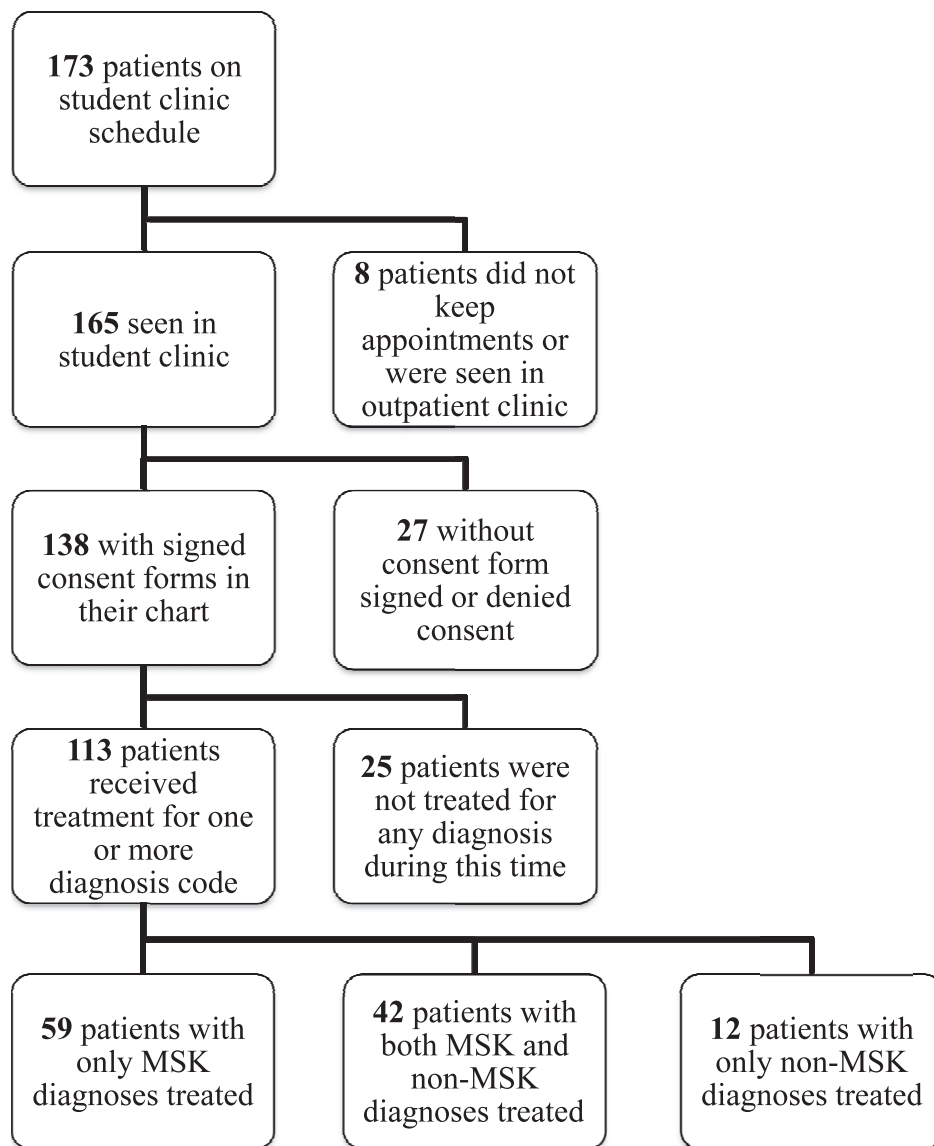 173 patients on
student clinic
schedule
165 seen in
student clinic
8 patients did not
keep
appointments or
were seen in
outpatient clinic
138 with signed
consent forms in
their chart
27 without
consent form
signed or denied
consent
113 patients
received
treatment for one
or more
diagnosis code
25 patients were
not treated for
any diagnosis
during this time
59 patients with
only MSK
diagnoses treated
42 patients with
both MSK and
non-MSK
diagnoses treated
12 patients with
only non-MSK
diagnoses treated